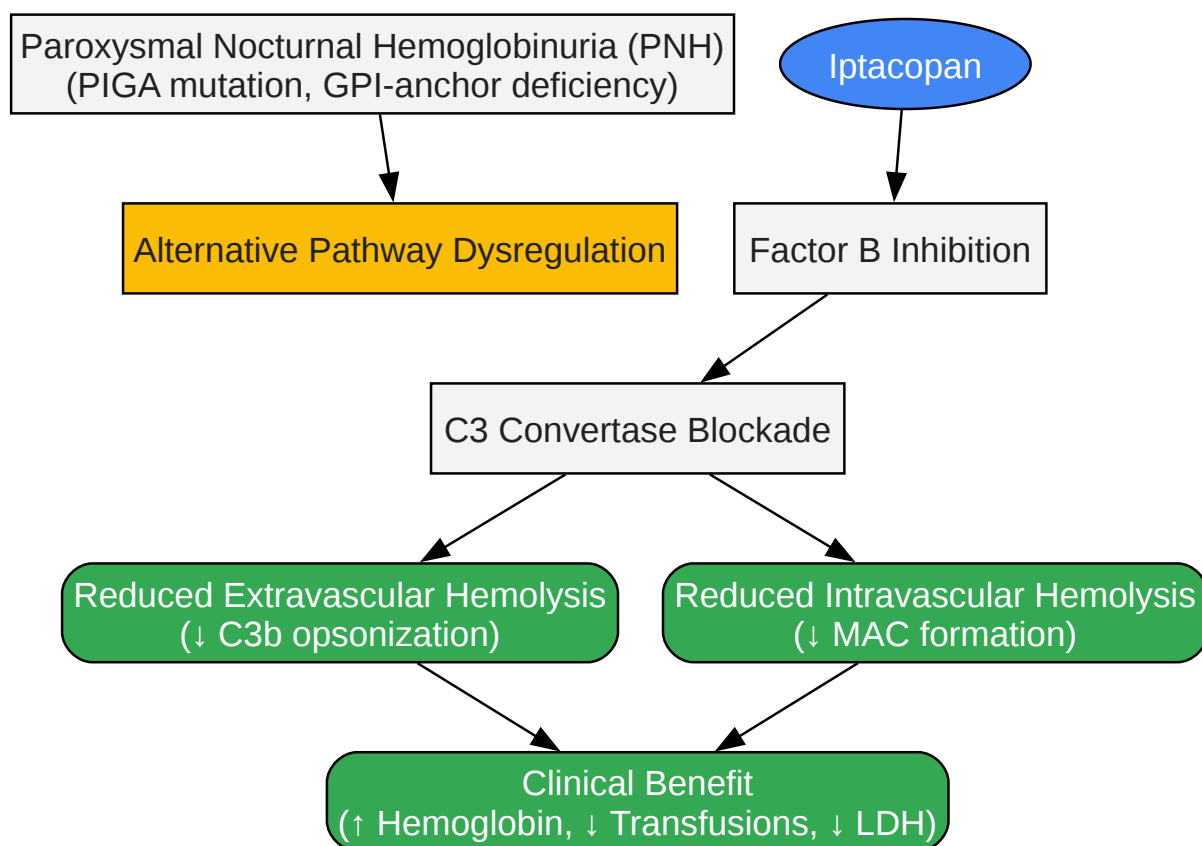 Paroxysmal Nocturnal Hemoglobinuria (PNH)
(PIGA mutation, GPI-anchor deficiency)
Iptacopan
Alternative Pathway Dysregulation
Factor B Inhibition
C3 Convertase Blockade
Reduced Extravascular Hemolysis
(↓ C3b opsonization)
Reduced Intravascular Hemolysis
(↓ MAC formation)
Clinical Benefit
(↑ Hemoglobin, ↓ Transfusions, ↓ LDH)